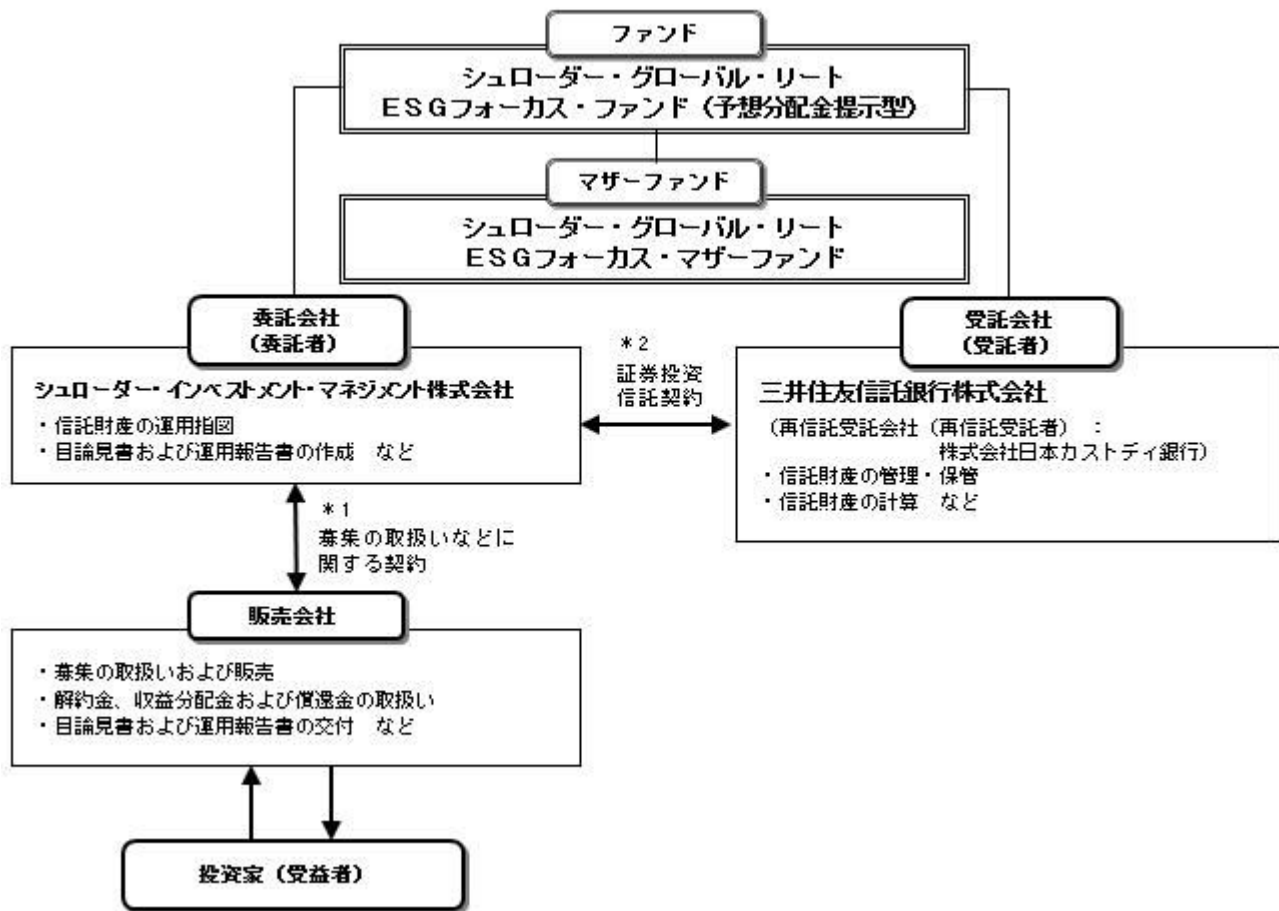 ファンド
シュローダー・グローバル・リート
ESGフォーカス・ファンド(予想分配金提示型)
マザーファンド
シュローダー・グローバル・リート
ESGフォーカス・マザーファンド
委託会社
(委託者)
シュローダー・インベストメント・マネジメント株式会社
・信託財産の運用指図
・目論見書および運用報告書の作成 など
*2
証券投資
信託契約
受託会社
(受託者)
三井住友信託銀行株式会社
(再信託受託会社(再信託受託者) :
株式会社日本カストディ銀行)
・信託財産の管理・保管
・信託財産の計算 など
*1
募集の取扱いなどに
関する契約
販売会社
・募集の取扱いおよび販売
・解約金、収益分配金および償還金の取扱い
・目論見書および運用報告書の交付 など
投資家(受益者)